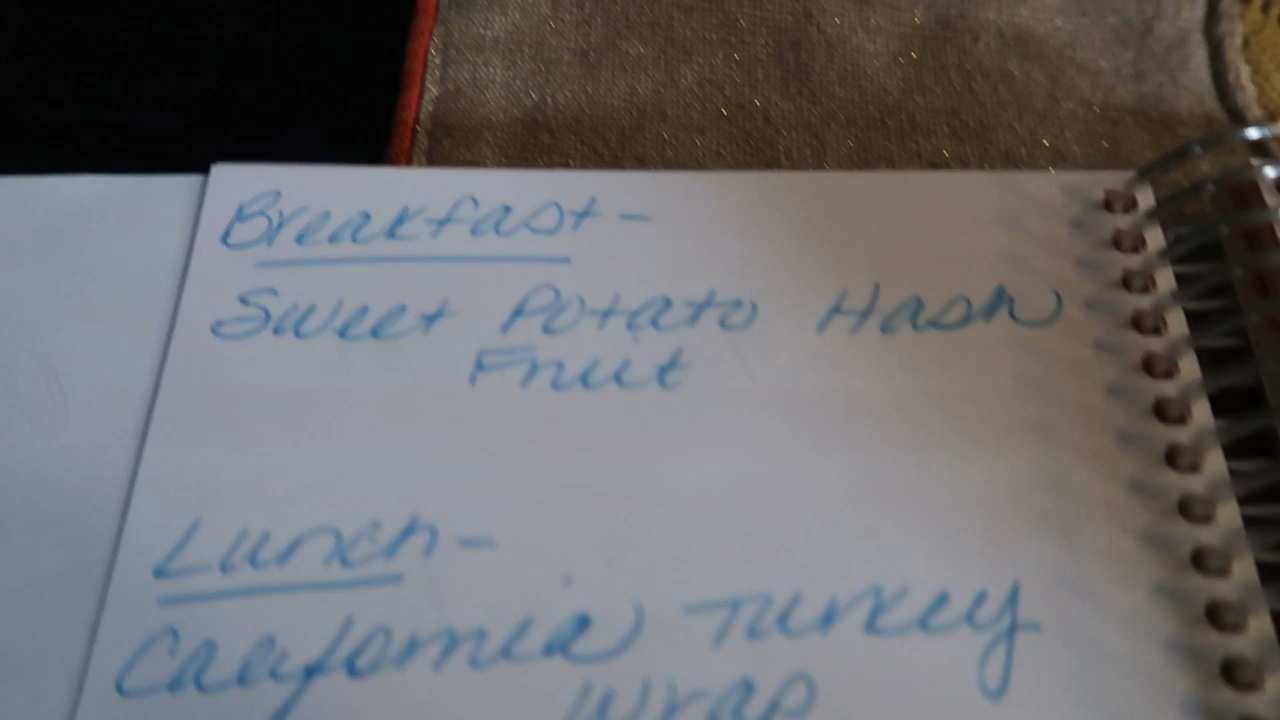 Breakfast-
Sweet Potato Hash
Fruit
Lunch-
California Turkey
Wrap